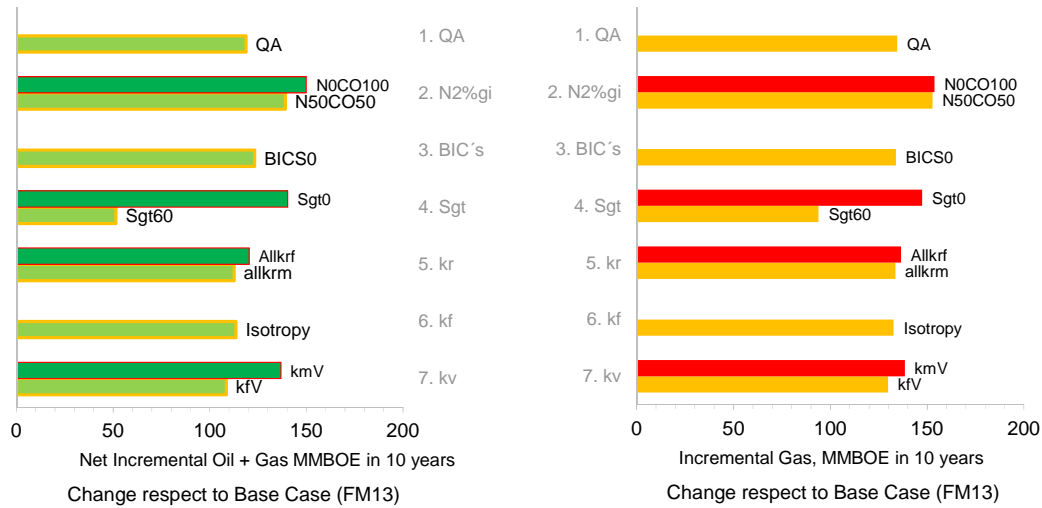 QA
N0CO100
N50CO50
BICS0
Sgt0
Sgt60
Allkrf
allkrm
Isotropy
kmV
kfV
1. QA
2. N2%gi
3. BIC´s
4. Sgt
5. kr
6. kf
7. kv
0 50 100 150 200
Net Incremental Oil + Gas MMBOE in 10 years
Change respect to Base Case (FM13)
1. QA
2. N2%gi
3. BIC´s
4. Sgt
5. kr
6. kf
7. kv
QA
N0CO100
N50CO50
BICS0
Sgt0
Sgt60
Allkrf
allkrm
Isotropy
kmV
kfV
0 50 100 150 200
Incremental Gas, MMBOE in 10 years
Change respect to Base Case (FM13)